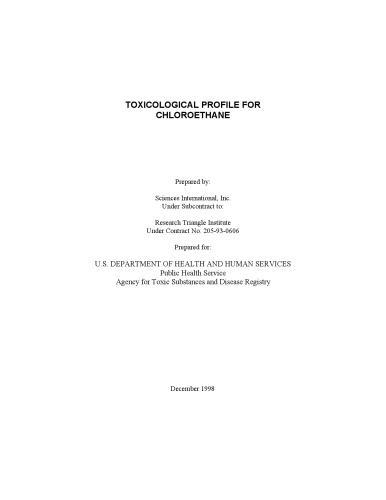 TOXICOLOGICAL PROFILE FOR
CHLOROETHANE
Prepared by:
Sciences International, Inc.
Under Subcontract to:
Research Triangle Institute
Under Contract No. 205-93-0606
Prepared for:
U.S. DEPARTMENT OF HEALTH AND HUMAN SERVICES
Public Health Service
Agency for Toxic Substances and Disease Registry
December 1998